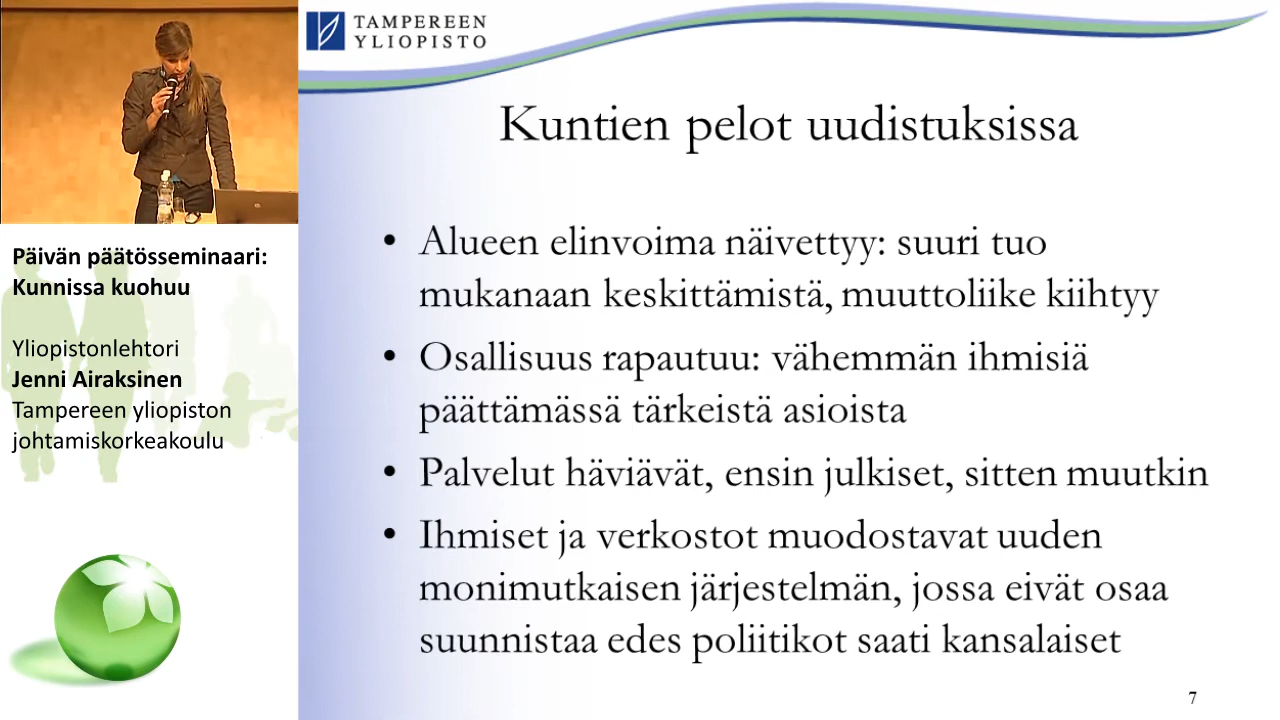 TAMPEREEN
YLIOPISTO
Kuntien pelot uudistuksissa
• Alueen elinvoima näivettyy: suuri tuo
mukanaan keskittämistä, muuttoliike kiihtyy
• Osallisuus rapautuu: vähemmän ihmisiä
päättämässä tärkeistä asioista
• Palvelut häviävät, ensin julkiset, sitten muutkin
• Ihmiset ja verkostot muodostavat uuden
monimutkaisen järjestelmän, jossa eivät osaa
suunnistaa edes poliitikot saati kansalaiset
7
Päivän päätösseminaari:
Kunnissa kuohuu
Yliopistonlehtori
Jenni Airaksinen
Tampereen yliopiston
johtamiskorkeakoulu